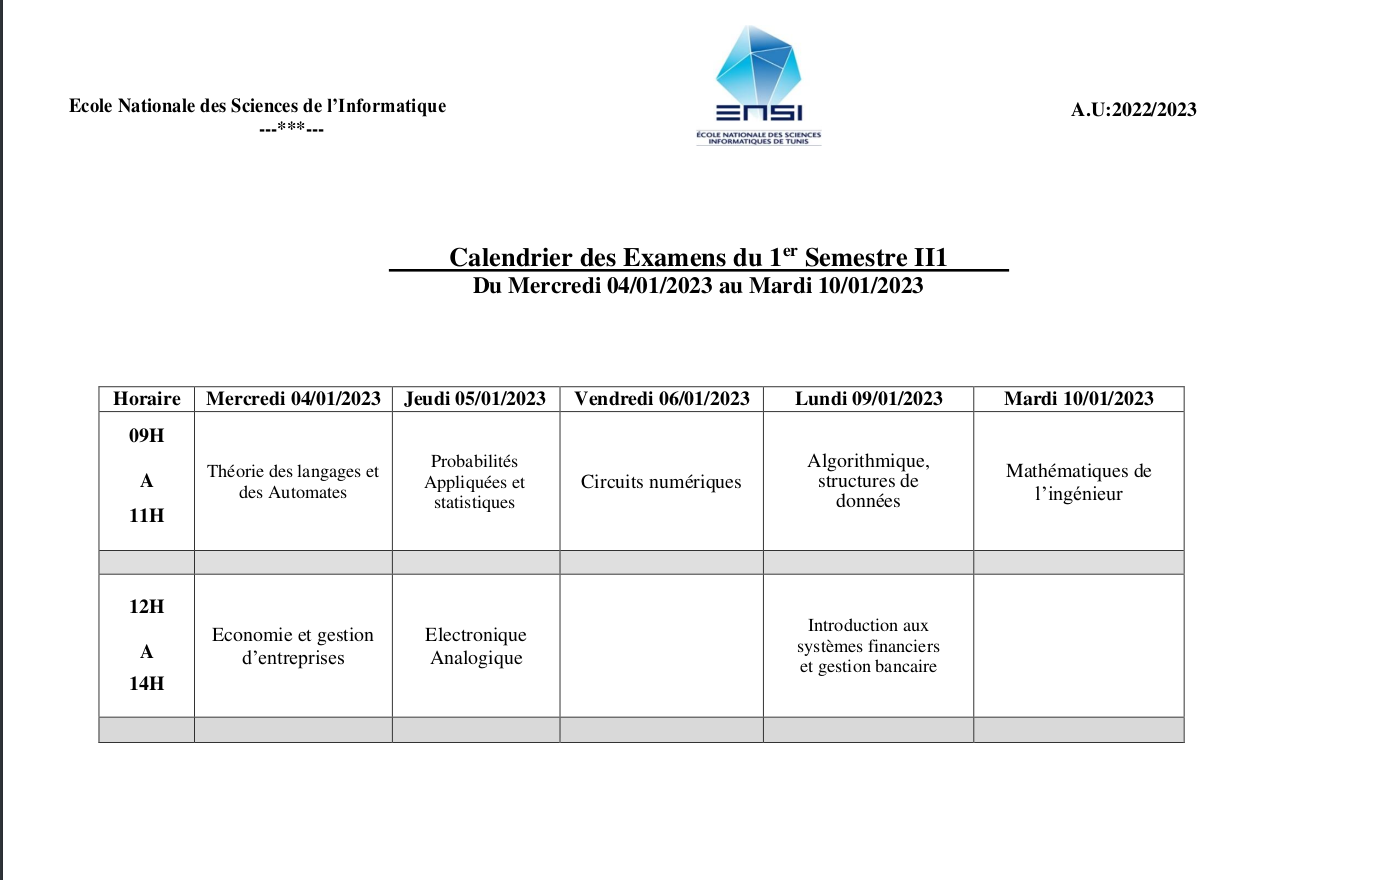 Ecole Nationale des Sciences de l’Informatique
---***---
ENSI
ÉCOLE NATIONALE DES SCIENCES
INFORMATIQUES DE TUNIS
A.U:2022/2023
Calendrier des Examens du 1er Semestre II1
Du Mercredi 04/01/2023 au Mardi 10/01/2023
Horaire Mercredi 04/01/2023 Jeudi 05/01/2023 Vendredi 06/01/2023 Lundi 09/01/2023 Mardi 10/01/2023
09H
A
11H
Théorie des langages et
des Automates
Probabilités
Appliquées et
statistiques
Circuits numériques
Algorithmique,
structures de
données
Mathématiques de
l’ingénieur
12H
A
14H
Economie et gestion
d’entreprises
Electronique
Analogique
Introduction aux
systèmes financiers
et gestion bancaire